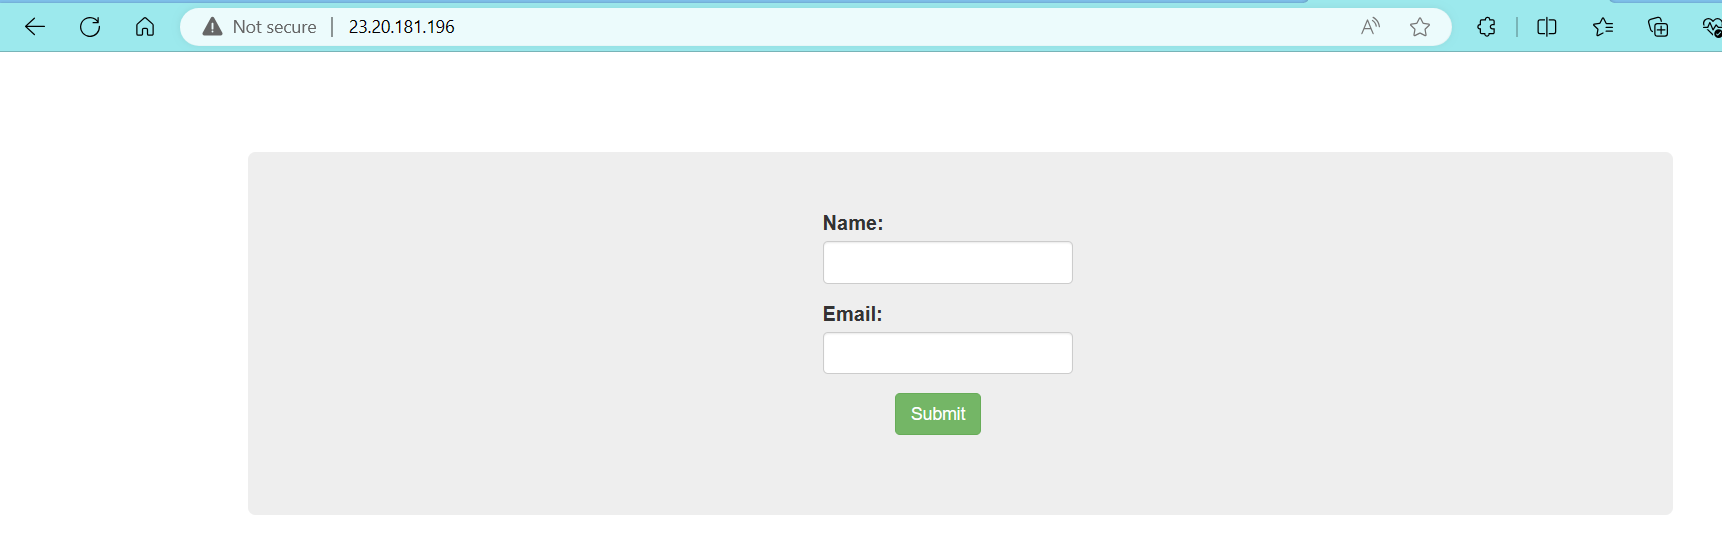 Not secure | 23.20.181.196
Name:
Email:
Submit